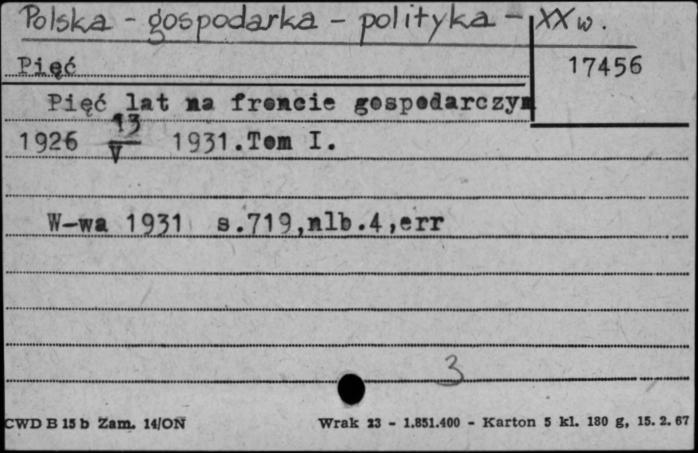 Polska - gospodarka - polityka - XX w.
Pięć 17456
Pięć lat na froncie gospodarczym
1926 13/V 1931.Tom I.
W-wa 1931 s.719,nlb.4,err
3
CWD B 15 b Zam. 14/ON Wrak 23 - 1.851.400 - Karton 5 kl. 180 g, 15. 2. 67